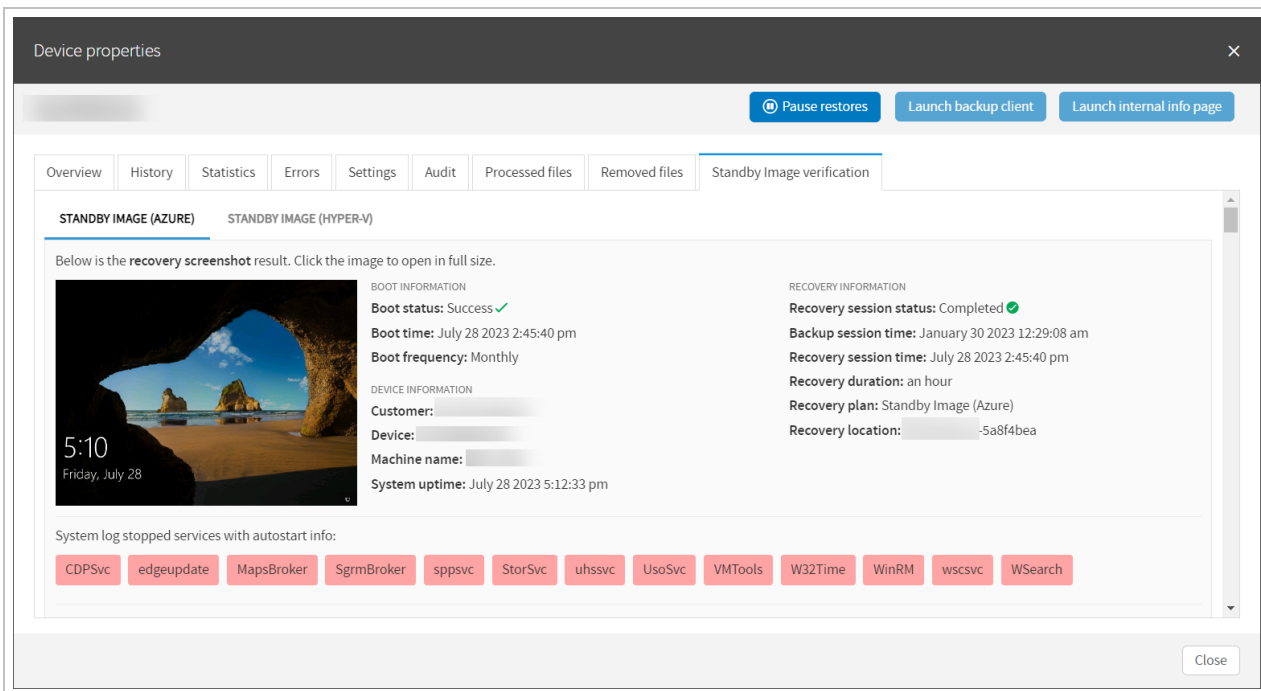 Device properties
Pause restores Launch backup client Launch internal info page
Overview History Statistics Errors Settings Audit Processed files Removed files Standby Image verification
STANDBY IMAGE (AZURE) STANDBY IMAGE (HYPER-V)
Below is the recovery screenshot result. Click the image to open in full size.
5:10
Friday, July 28
BOOT INFORMATION
Boot status: Success
Boot time: July 28 2023 2:45:40 pm
Boot frequency: Monthly
DEVICE INFORMATION
Customer:
Device:
Machine name:
System uptime: July 28 2023 5:12:33 pm
RECOVERY INFORMATION
Recovery session status: Completed
Backup session time: January 30 2023 12:29:08 am
Recovery session time: July 28 2023 2:45:40 pm
Recovery duration: an hour
Recovery plan: Standby Image (Azure)
Recovery location: -5a8f4bea
System log stopped services with autostart info:
CDPSvc edgeupdate MapsBroker SgrmBroker sppsvc StorSvc uhssvc UsoSvc VMTools W32Time WinRM wscsvc WSearch
Close